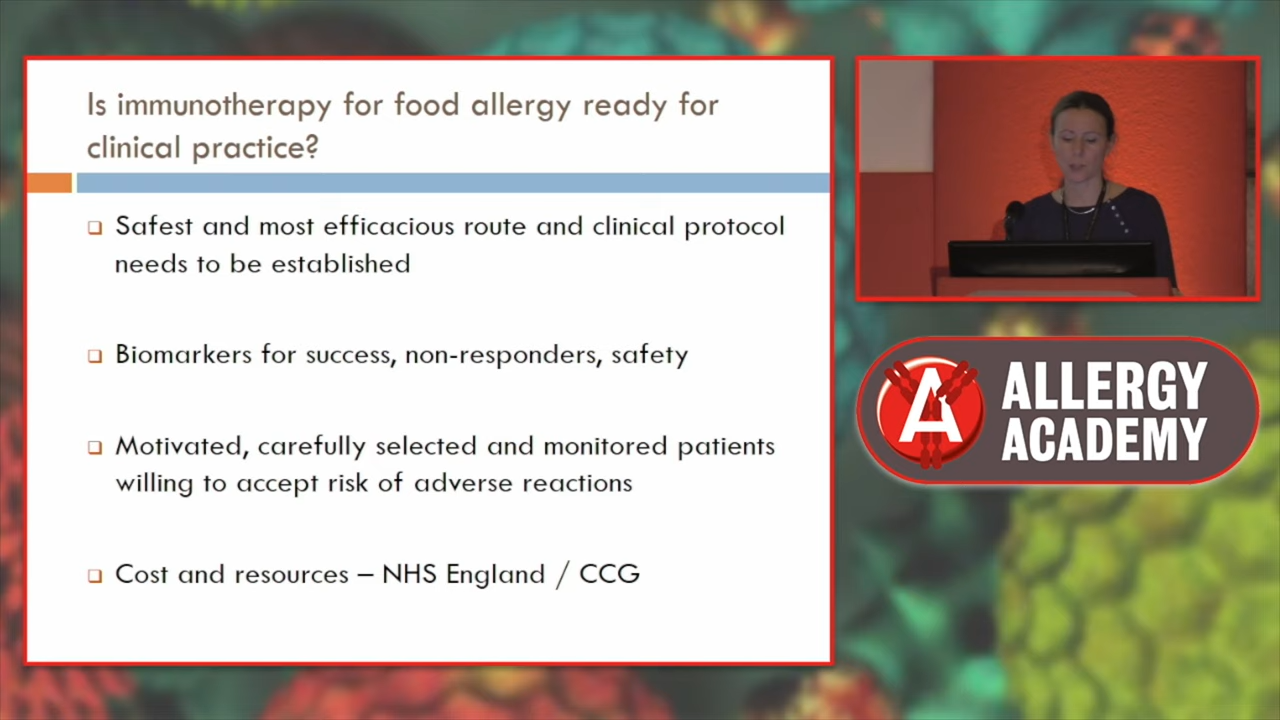 Is immunotherapy for food allergy ready for
clinical practice?
Safest and most efficacious route and clinical protocol
needs to be established
Biomarkers for success, non-responders, safety
Motivated, carefully selected and monitored patients
willing to accept risk of adverse reactions
Cost and resources – NHS England / CCG
A
ALLERGY
ACADEMY